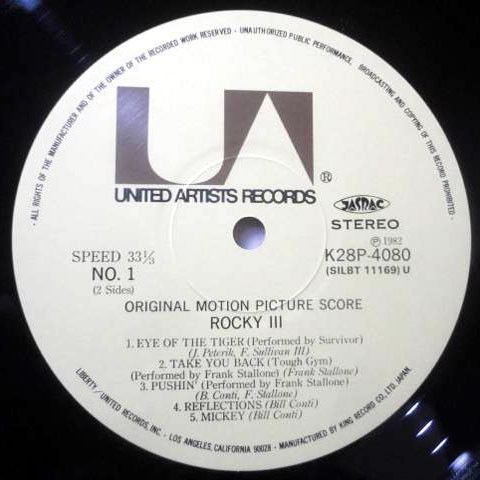 · ALL RIGHTS OF THE MANUFACTURER AND OF THE OWNER OF THE RECORDED WORK RESERVED · UNAUTHORIZED PUBLIC PERFORMANCE, BROADCASTING AND COPYING OF THIS RECORD PROHIBITED ·
UA®
UNITED ARTISTS RECORDS
JASRAC
STEREO
℗ 1982
SPEED 33⅓
K28P-4080
NO. 1
(SILBT 11169) U
(2 Sides)
ORIGINAL MOTION PICTURE SCORE
ROCKY III
1. EYE OF THE TIGER (Performed by Survivor)
(J. Peterik, F. Sullivan III)
2. TAKE YOU BACK (Tough Gym)
(Performed by Frank Stallone) (Frank Stallone)
3. PUSHIN' (Performed by Frank Stallone)
(B. Conti, F. Stallone)
4. REFLECTIONS (Bill Conti)
5. MICKEY (Bill Conti)
LIBERTY/UNITED RECORDS, INC. · LOS ANGELES, CALIFORNIA 90028 · MANUFACTURED BY KING RECORD CO., LTD. JAPAN.